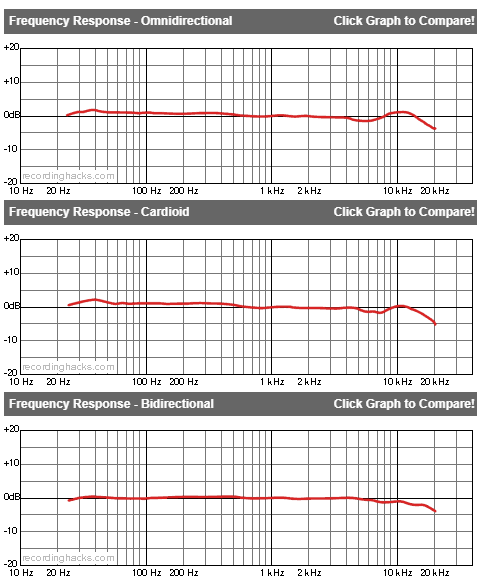 Frequency Response - Omnidirectional Click Graph to Compare!
+20
+10
0dB
-10
-20
recordinghacks.com
10 Hz 20 Hz 100 Hz 200 Hz 1 kHz 2 kHz 10 kHz 20 kHz
Frequency Response - Cardioid Click Graph to Compare!
+20
+10
0dB
-10
-20
recordinghacks.com
10 Hz 20 Hz 100 Hz 200 Hz 1 kHz 2 kHz 10 kHz 20 kHz
Frequency Response - Bidirectional Click Graph to Compare!
+20
+10
0dB
-10
-20
recordinghacks.com
10 Hz 20 Hz 100 Hz 200 Hz 1 kHz 2 kHz 10 kHz 20 kHz